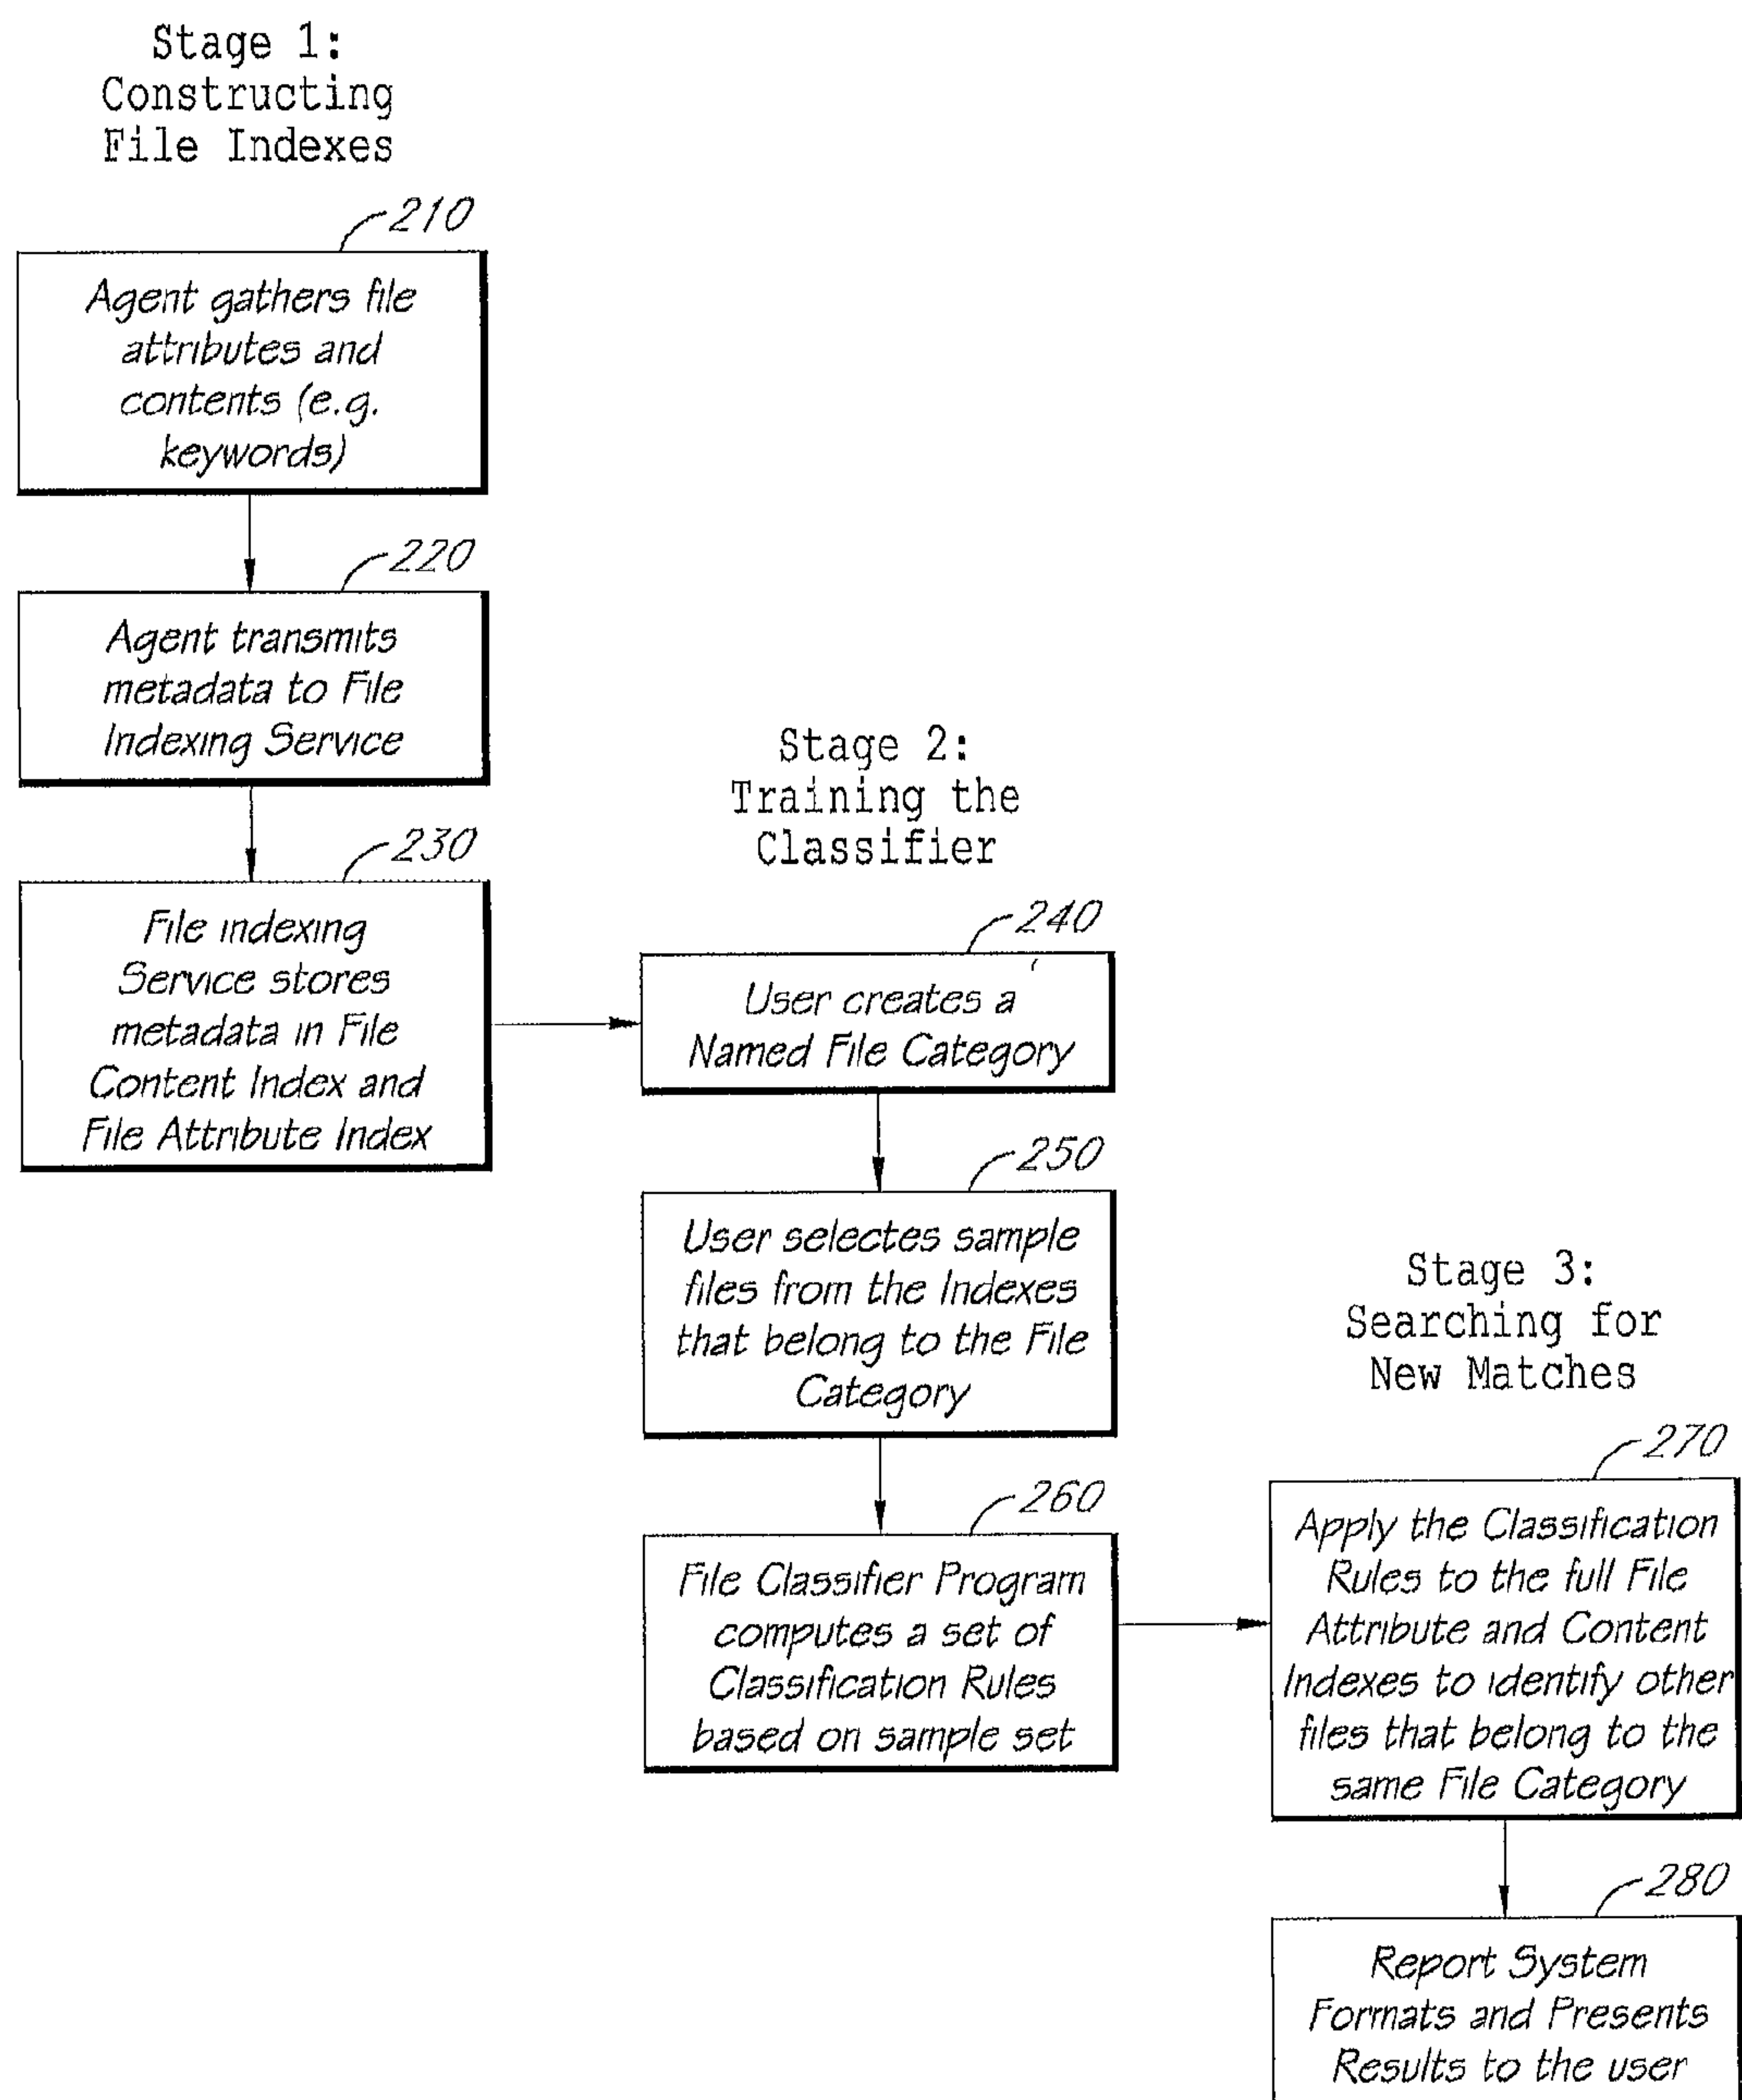 Stage 1:
Constructing
File Indexes
210
Agent gathers file
attributes and
contents (e.g.
keywords)
220
Agent transmits
metadata to File
Indexing Service
230
File indexing
Service stores
metadata in File
Content Index and
File Attribute Index
Stage 2:
Training the
Classifier
240
User creates a
Named File Category
250
User selectes sample
files from the Indexes
that belong to the File
Category
260
File Classifier Program
computes a set of
Classification Rules
based on sample set
Stage 3:
Searching for
New Matches
270
Apply the Classification
Rules to the full File
Attribute and Content
Indexes to identify other
files that belong to the
same File Category
280
Report System
Formats and Presents
Results to the user